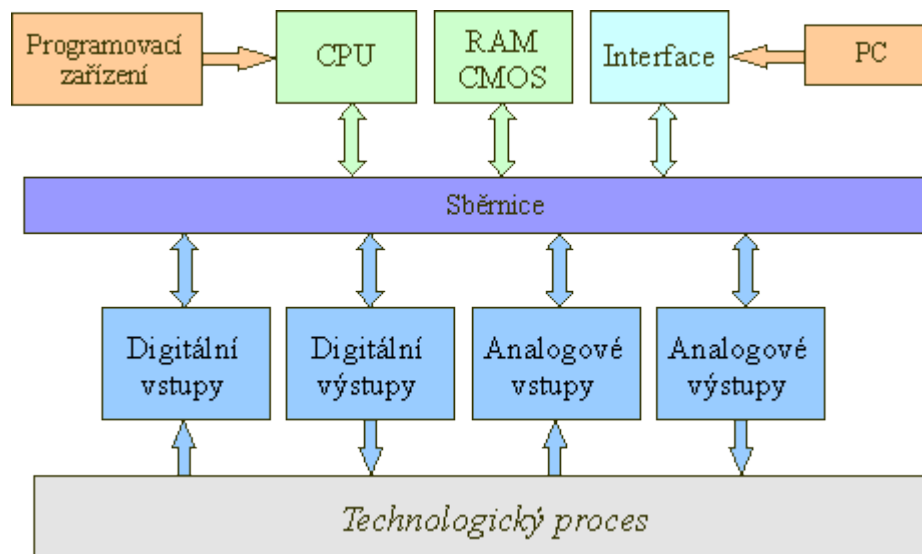 Programovací
zařízení
CPU
RAM
CMOS
Interface
PC
Sběrnice
Digitální
vstupy
Digitální
výstupy
Analogové
vstupy
Analogové
výstupy
Technologický proces